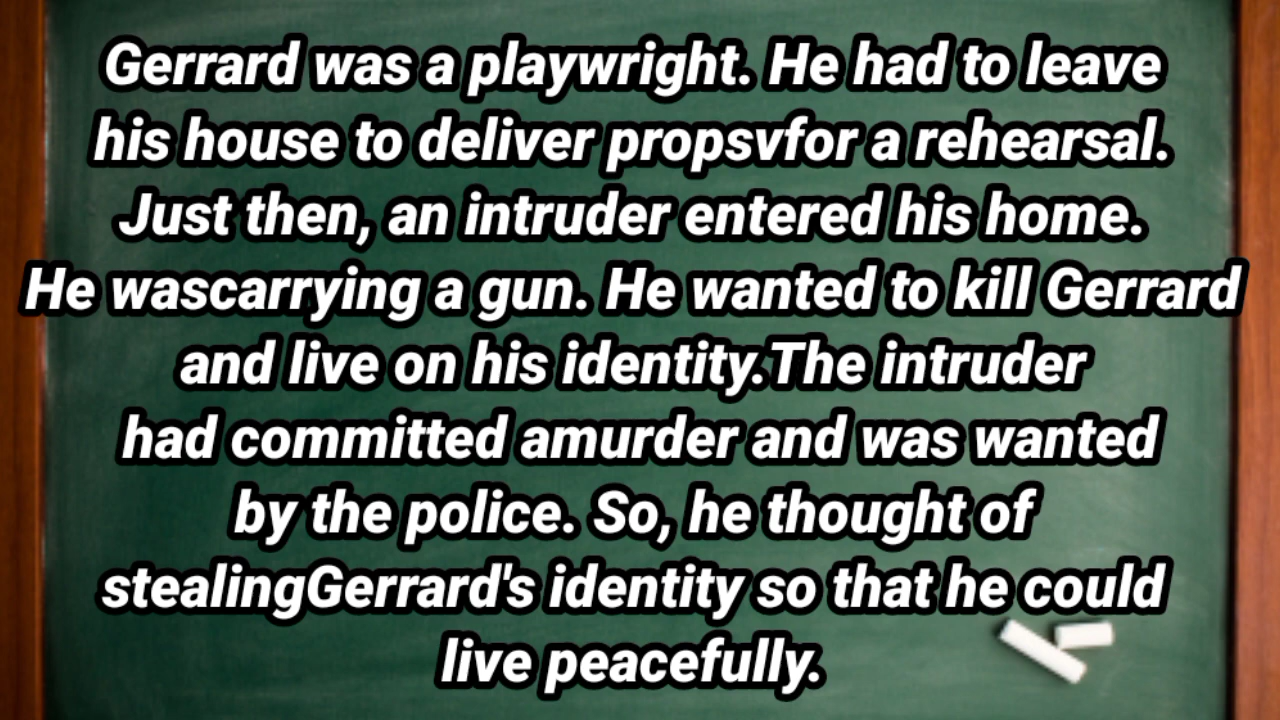 Gerrard was a playwright. He had to leave
his house to deliver propsvfor a rehearsal.
Just then, an intruder entered his home.
He wascarrying a gun. He wanted to kill Gerrard
and live on his identity.The intruder
had committed amurder and was wanted
by the police. So, he thought of
stealingGerrard's identity so that he could
live peacefully.